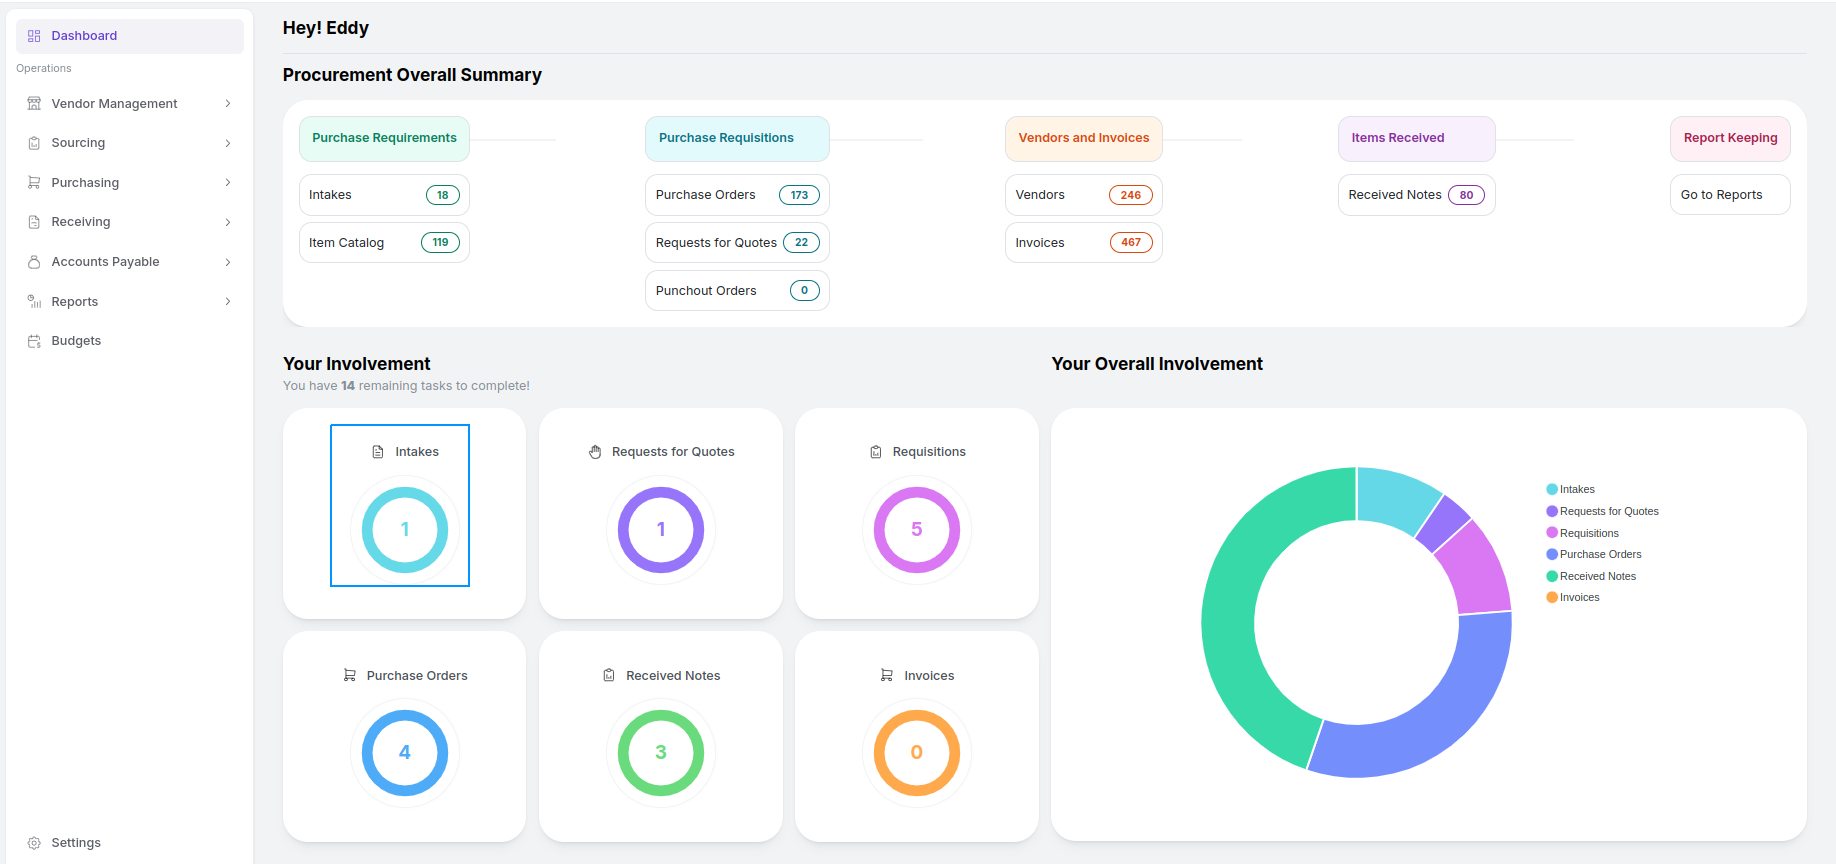 Dashboard
Operations
Vendor Management
Sourcing
Purchasing
Receiving
Accounts Payable
Reports
Budgets
Settings
Hey! Eddy
Procurement Overall Summary
Purchase Requirements
Intakes 18
Item Catalog 119
Purchase Requisitions
Purchase Orders 173
Requests for Quotes 22
Punchout Orders 0
Vendors and Invoices
Vendors 246
Invoices 467
Items Received
Received Notes 80
Report Keeping
Go to Reports
Your Involvement
You have 14 remaining tasks to complete!
Intakes
1
Requests for Quotes
1
Requisitions
5
Purchase Orders
4
Received Notes
3
Invoices
0
Your Overall Involvement
Intakes
Requests for Quotes
Requisitions
Purchase Orders
Received Notes
Invoices